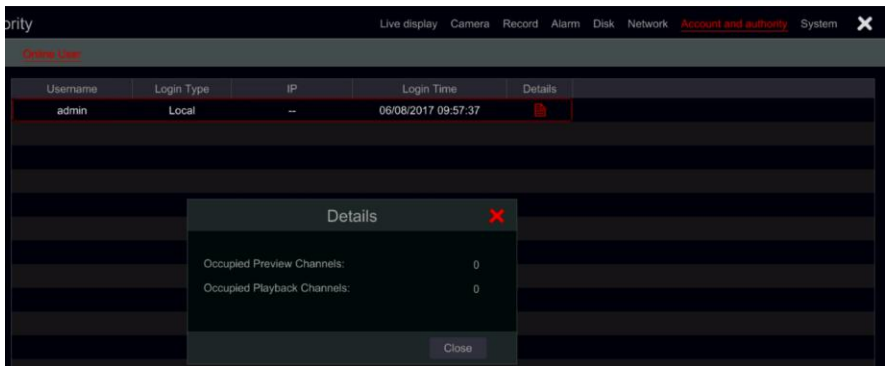 ority Live display Camera Record Alarm Disk Network Account and authority System
Online User
Username Login Type IP Login Time Details
admin Local -- 06/08/2017 09:57:37
Details
Occupied Preview Channels: 0
Occupied Playback Channels: 0
Close